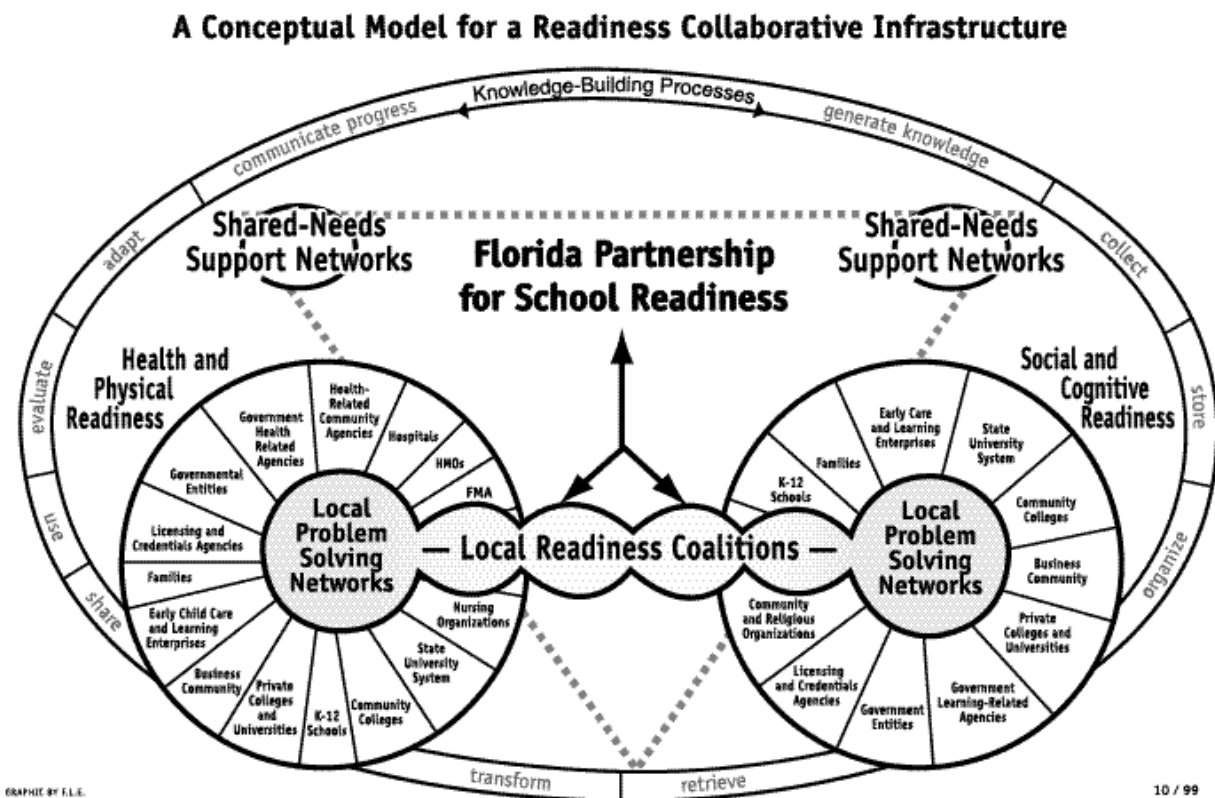 A Conceptual Model for a Readiness Collaborative Infrastructure
Knowledge-Building Processes
communicate progress
generate knowledge
adapt
collect
evaluate
store
use
organize
share
transform
retrieve
Shared-Needs
Support Networks
Florida Partnership
for School Readiness
Shared-Needs
Support Networks
Health and
Physical
Readiness
Social and
Cognitive
Readiness
Health-
Related
Community
Agencies
Hospitals
HMOs
FMA
Government
Health
Related
Agencies
Governmental
Entities
Licensing and
Credentials Agencies
Families
Early Child Care
and Learning
Enterprises
Business
Community
Private
Colleges
and
Universities
K-12
Schools
Community
Colleges
State
University
System
Nursing
Organizations
Local
Problem
Solving
Networks
— Local Readiness Coalitions —
Local
Problem
Solving
Networks
K-12
Schools
Families
Early Care
and Learning
Enterprises
State
University
System
Community
Colleges
Business
Community
Private
Colleges and
Universities
Government
Learning-Related
Agencies
Government
Entities
Licensing
and Credentials
Agencies
Community
and Religious
Organizations
GRAPHIC BY F.L.E.
10 / 99